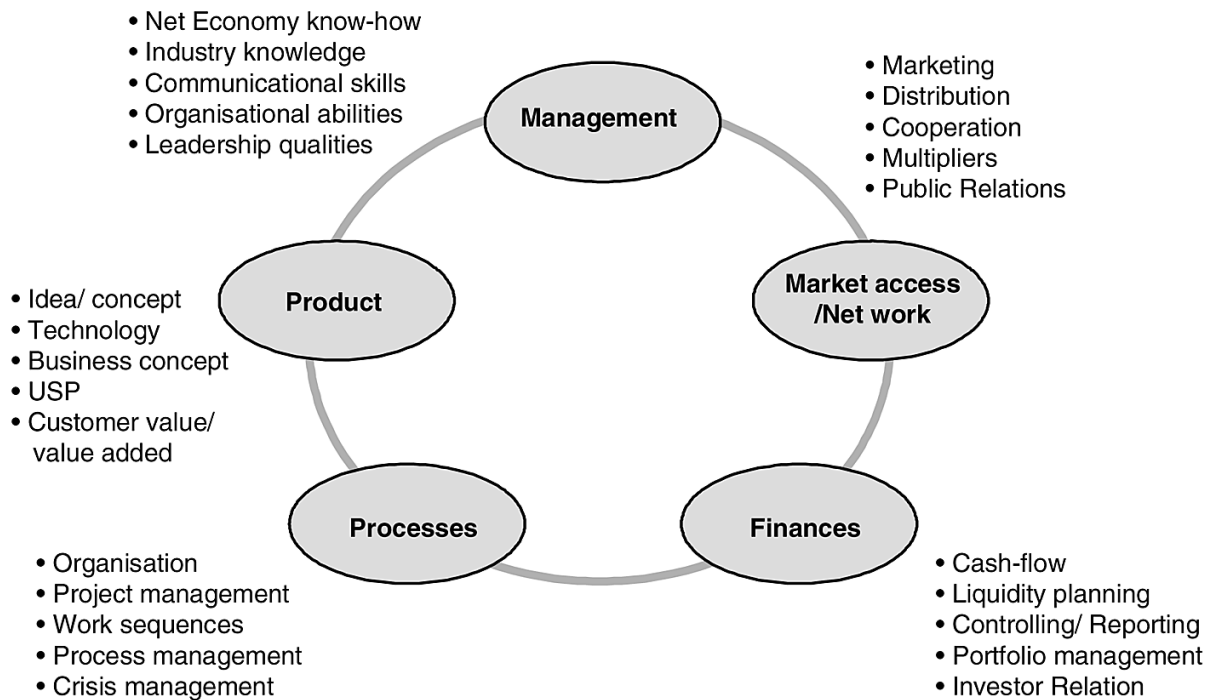 • Net Economy know-how
• Industry knowledge
• Communicational skills
• Organisational abilities
• Leadership qualities
Management
• Marketing
• Distribution
• Cooperation
• Multipliers
• Public Relations
Product
Market access
/Net work
• Idea/ concept
• Technology
• Business concept
• USP
• Customer value/
value added
Processes
Finances
• Organisation
• Project management
• Work sequences
• Process management
• Crisis management
• Cash-flow
• Liquidity planning
• Controlling/ Reporting
• Portfolio management
• Investor Relation